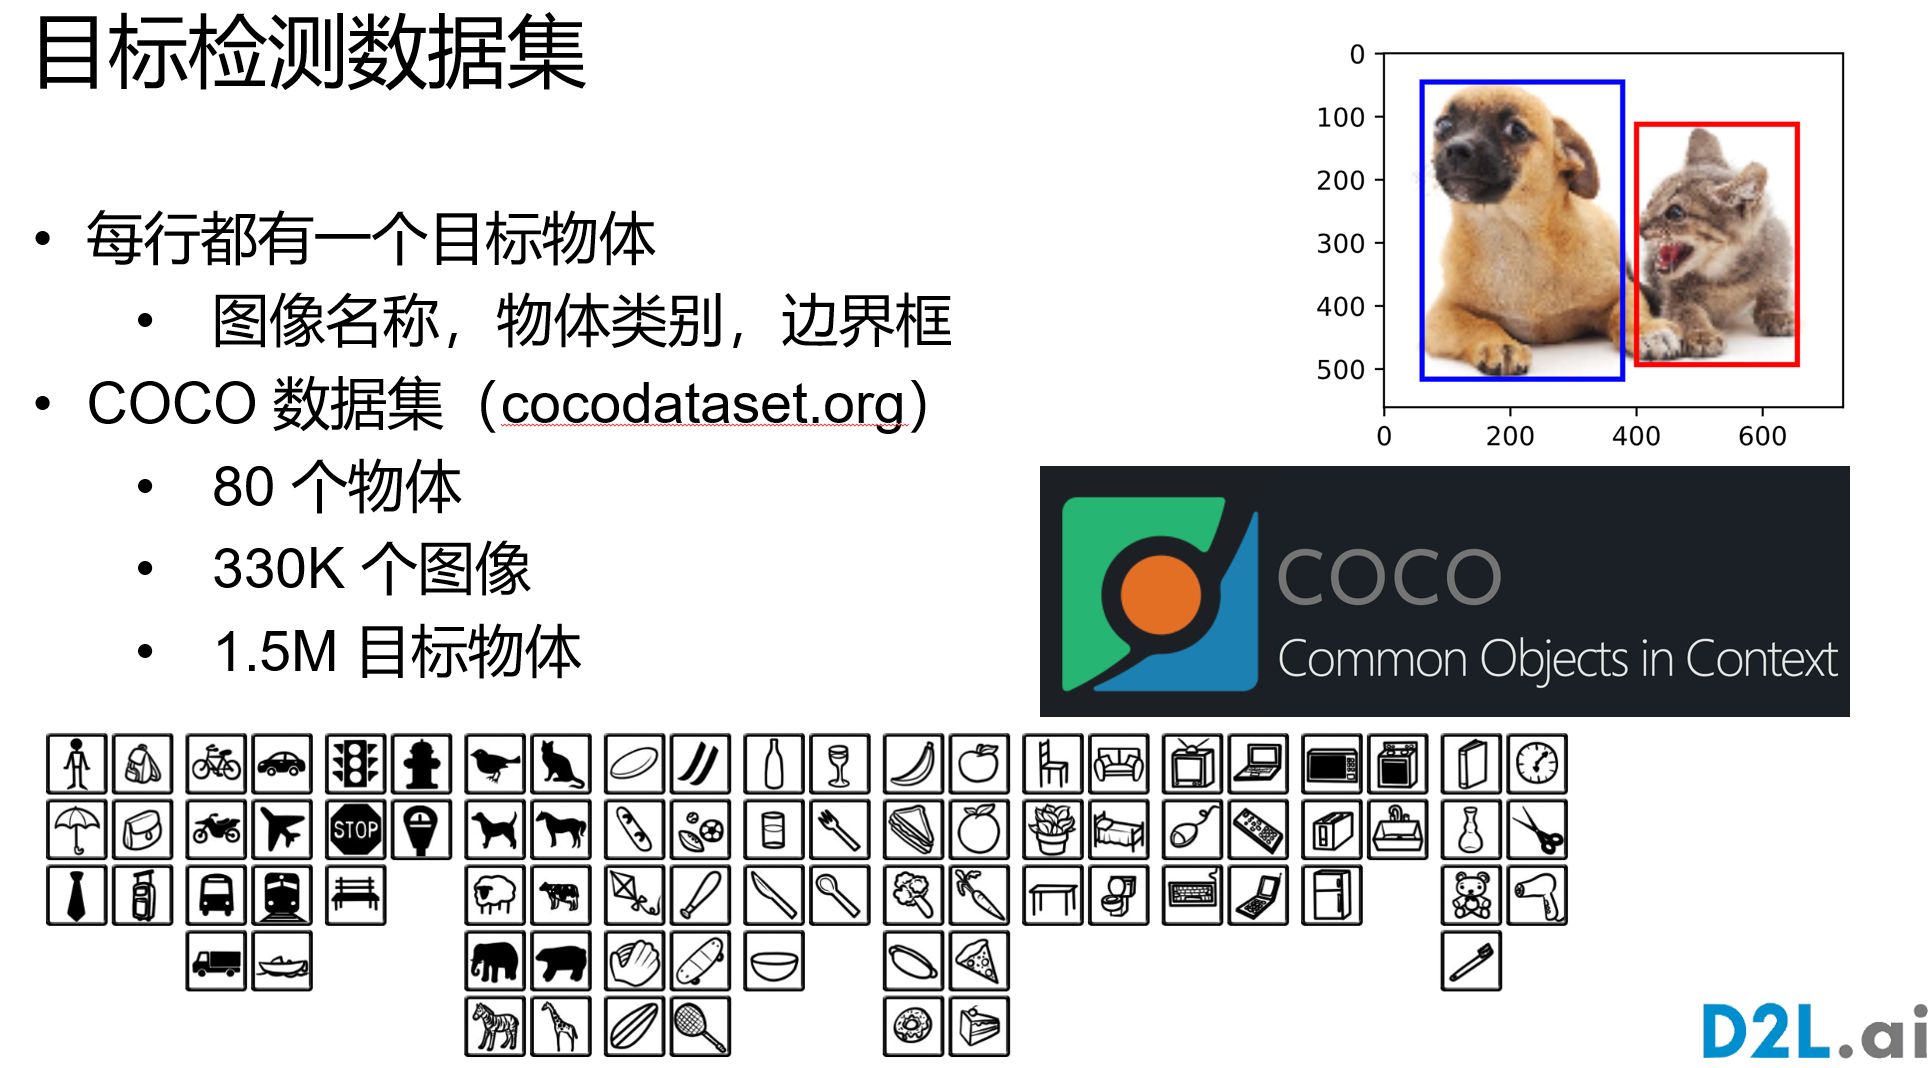 目标检测数据集
• 每行都有一个目标物体
• 图像名称，物体类别，边界框
• COCO 数据集（cocodataset.org）
• 80 个物体
• 330K 个图像
• 1.5M 目标物体
0
100
200
300
400
500
0 200 400 600
COCO
Common Objects in Context
STOP
D2L.ai